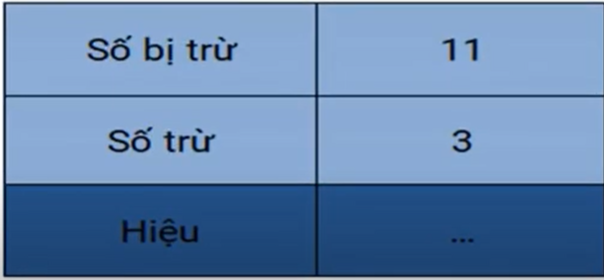 Số bị trừ 11
Số trừ 3
Hiệu ...